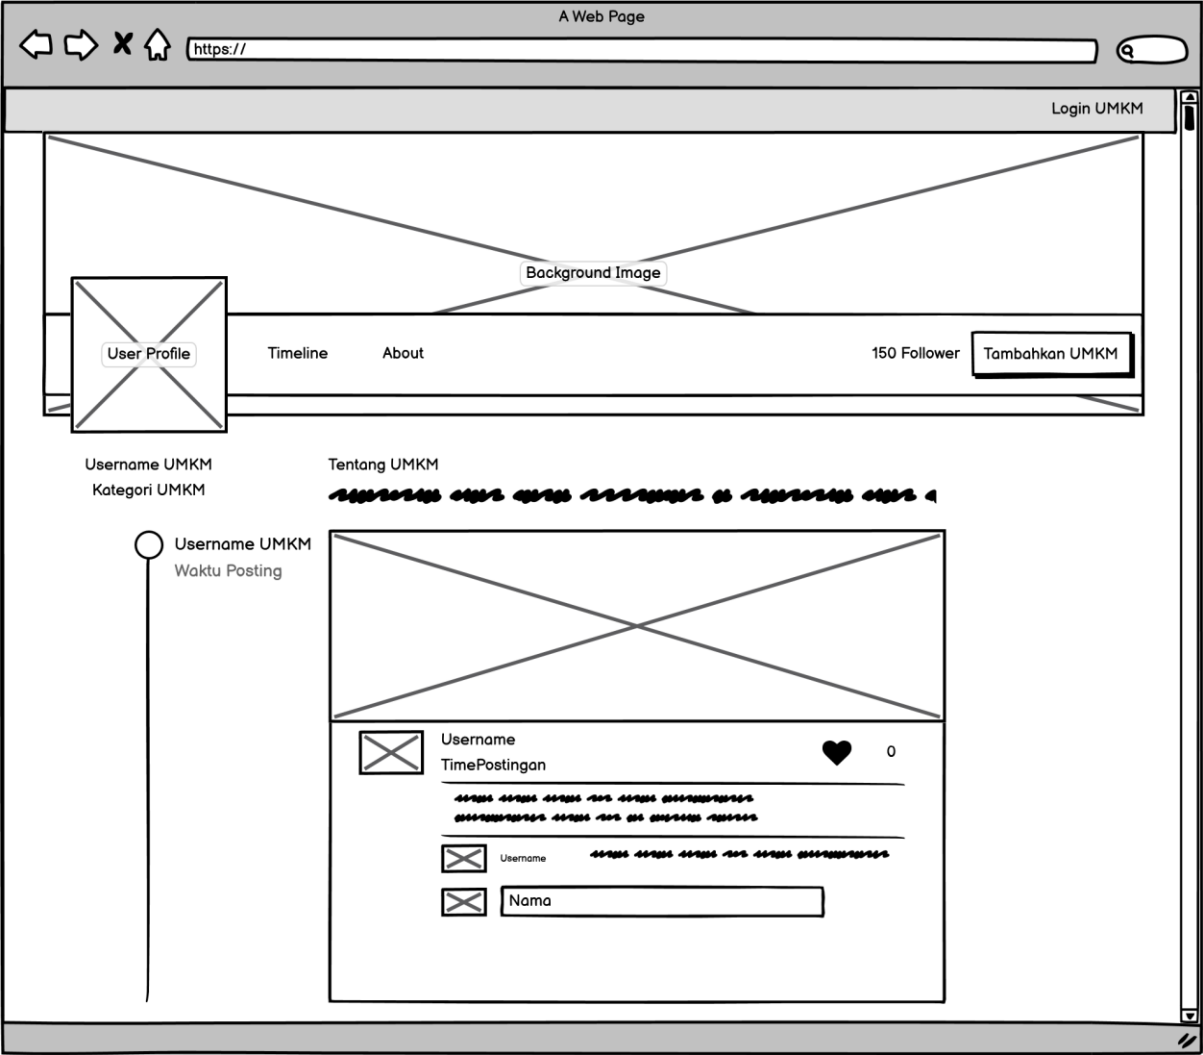 A Web Page
https://
Login UMKM
Background Image
User Profile
Timeline
About
150 Follower
Tambahkan UMKM
Username UMKM
Kategori UMKM
Tentang UMKM
Username UMKM
Waktu Posting
Username
TimePostingan
0
Username
Nama